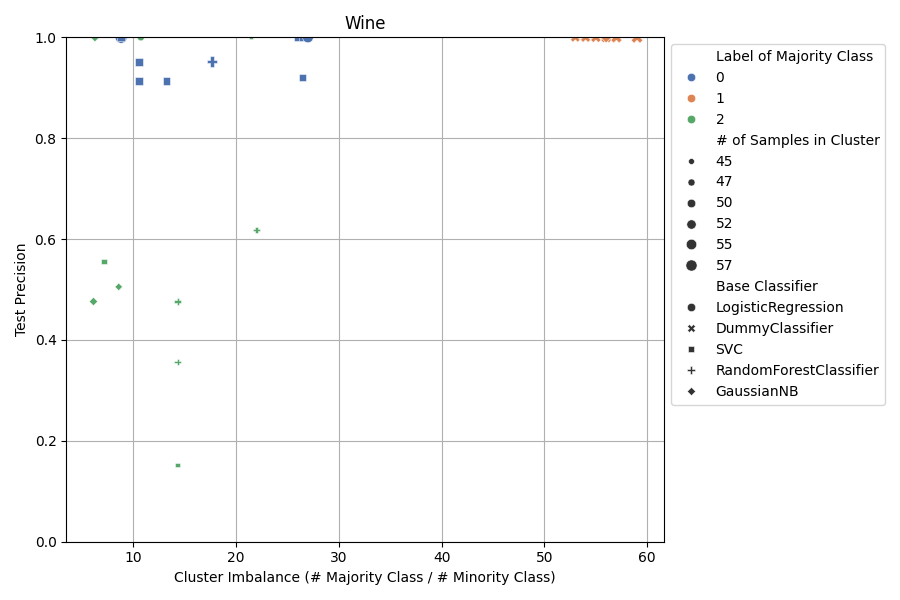 Wine
1.0
0.8
0.6
0.4
0.2
0.0
Test Precision
10
20
30
40
50
60
Cluster Imbalance (# Majority Class / # Minority Class)
Label of Majority Class
0
1
2
# of Samples in Cluster
45
47
50
52
55
57
Base Classifier
LogisticRegression
DummyClassifier
SVC
RandomForestClassifier
GaussianNB